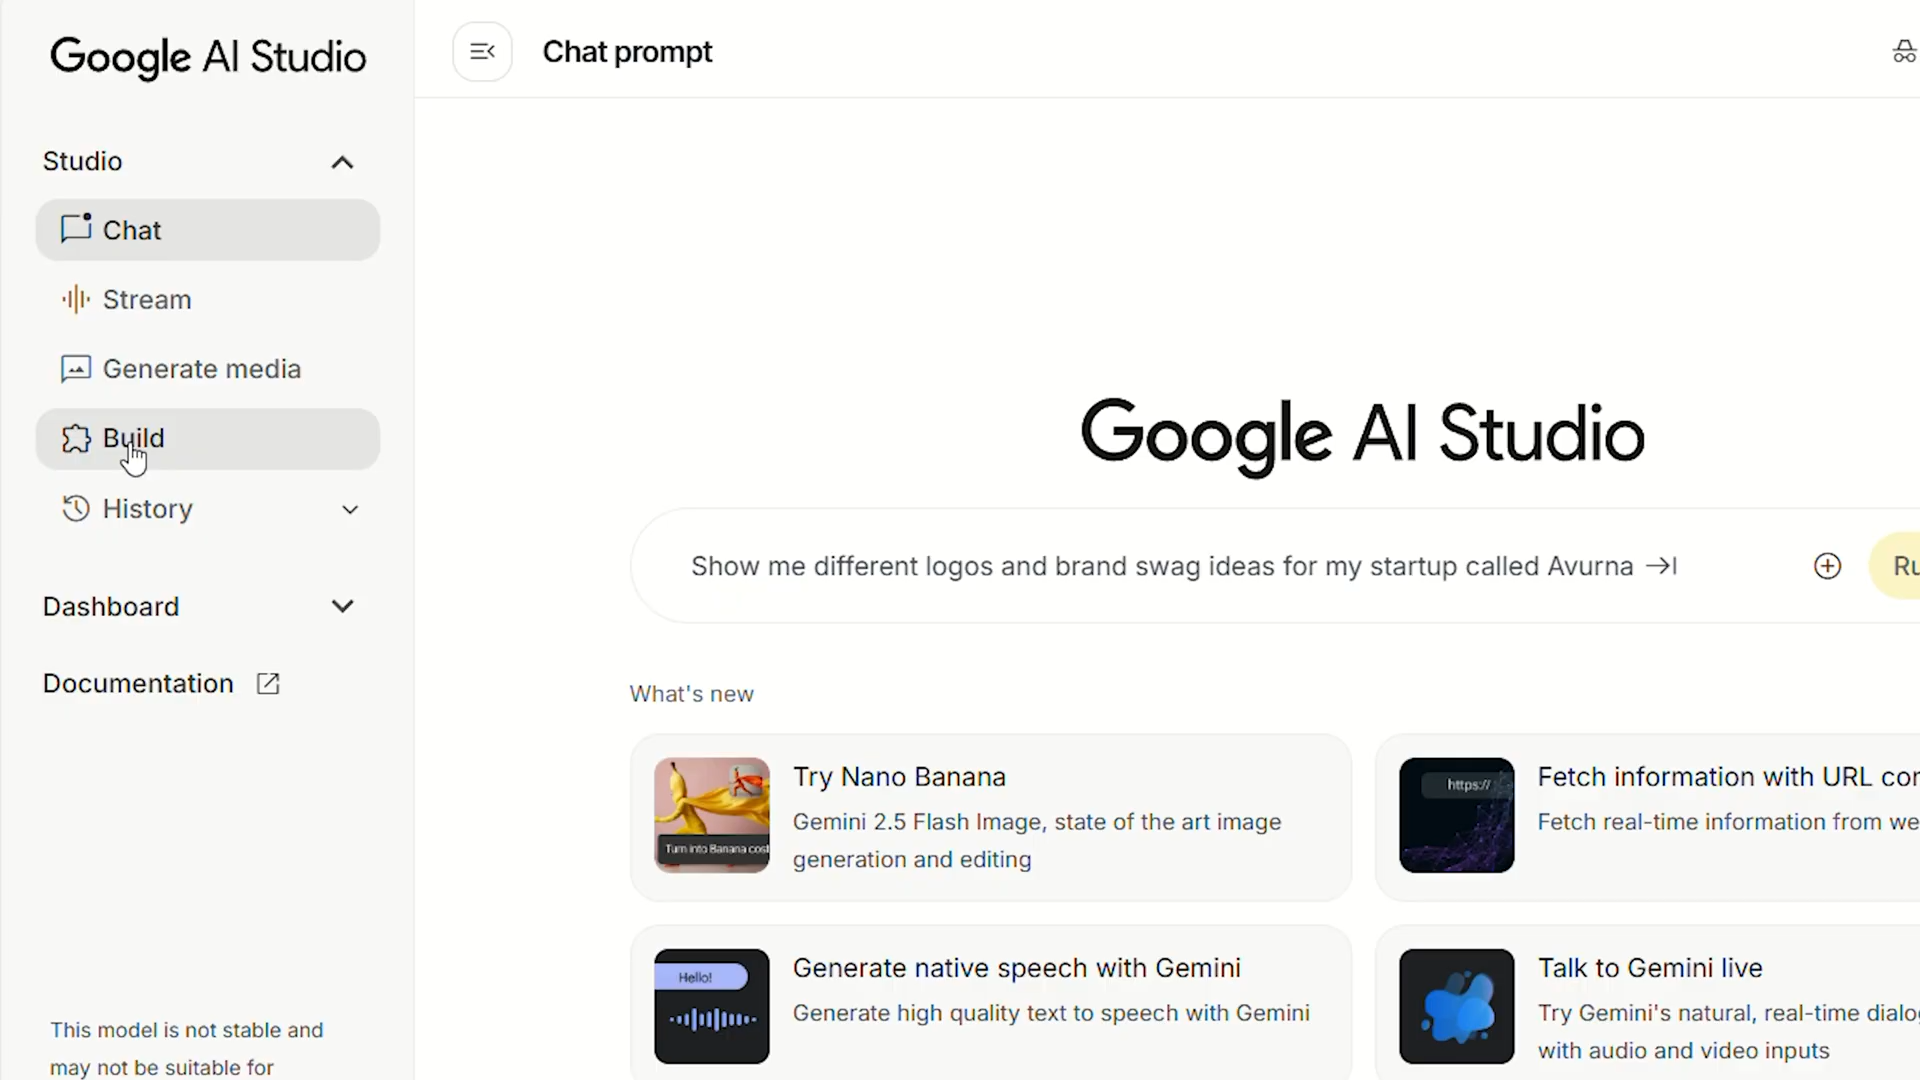 Google AI Studio
Chat prompt
Studio
Chat
Stream
Generate media
Build
History
Dashboard
Documentation
This model is not stable and
may not be suitable for
Google AI Studio
Show me different logos and brand swag ideas for my startup called Avurna
What's new
Try Nano Banana
Gemini 2.5 Flash Image, state of the art image
generation and editing
Turn into Banana
https://
Fetch information with URL
Fetch real-time information from
Hello!
Generate native speech with Gemini
Generate high quality text to speech with Gemini
Talk to Gemini live
Try Gemini's natural, real-time
with audio and video inputs